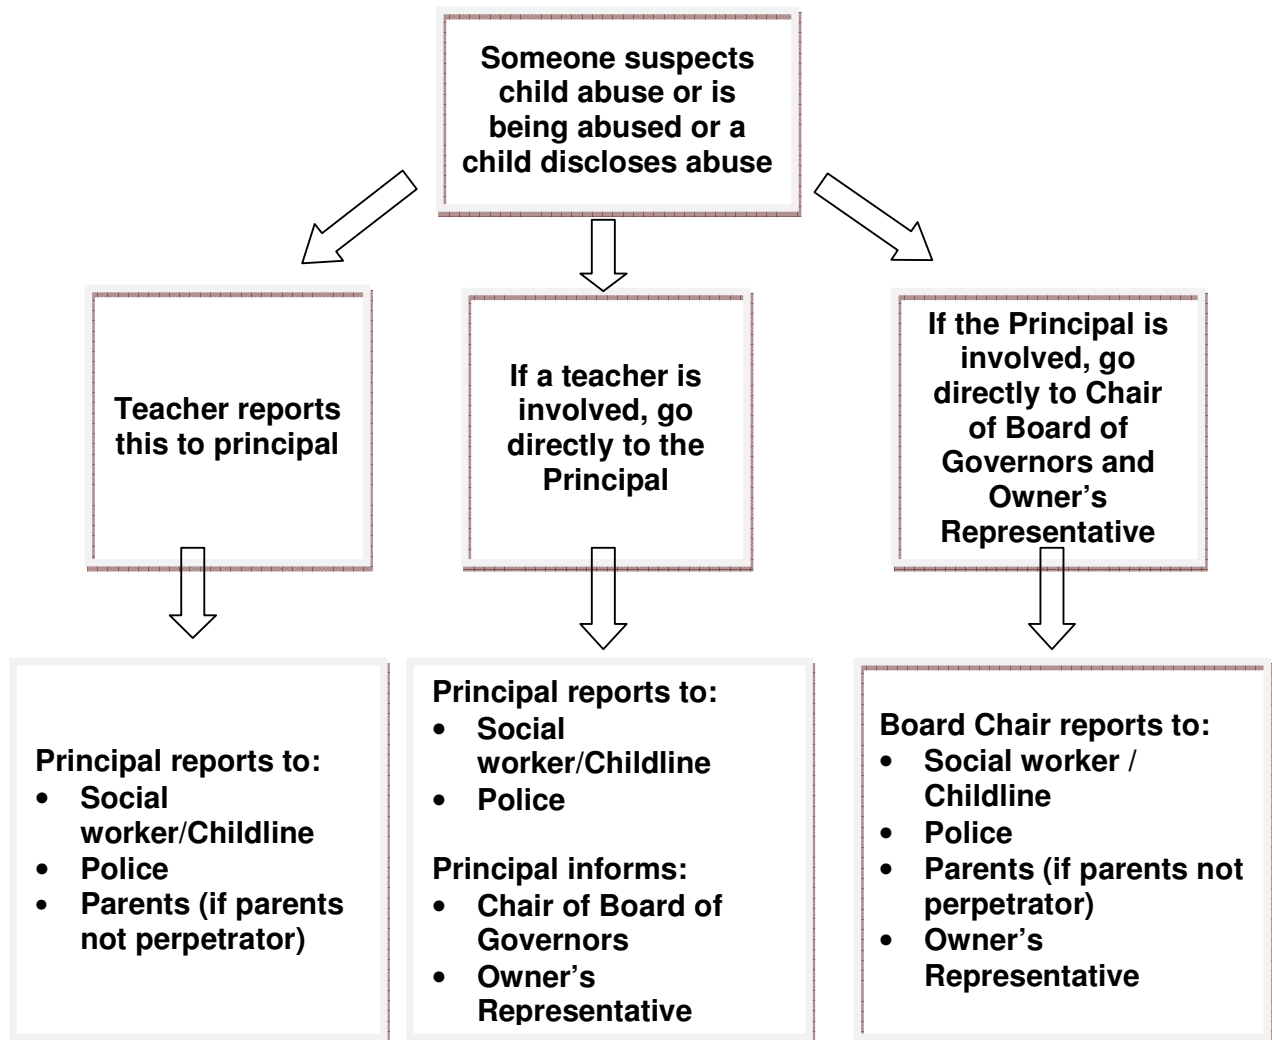 Someone suspects
child abuse or is
being abused or a
child discloses abuse
Teacher reports
this to principal
If a teacher is
involved, go
directly to the
Principal
If the Principal is
involved, go
directly to Chair
of Board of
Governors and
Owner’s
Representative
Principal reports to:
• Social
worker/Childline
• Police
• Parents (if parents
not perpetrator)
Principal reports to:
• Social
worker/Childline
• Police
Principal informs:
• Chair of Board of
Governors
• Owner’s
Representative
Board Chair reports to:
• Social worker /
Childline
• Police
• Parents (if parents not
perpetrator)
• Owner’s
Representative